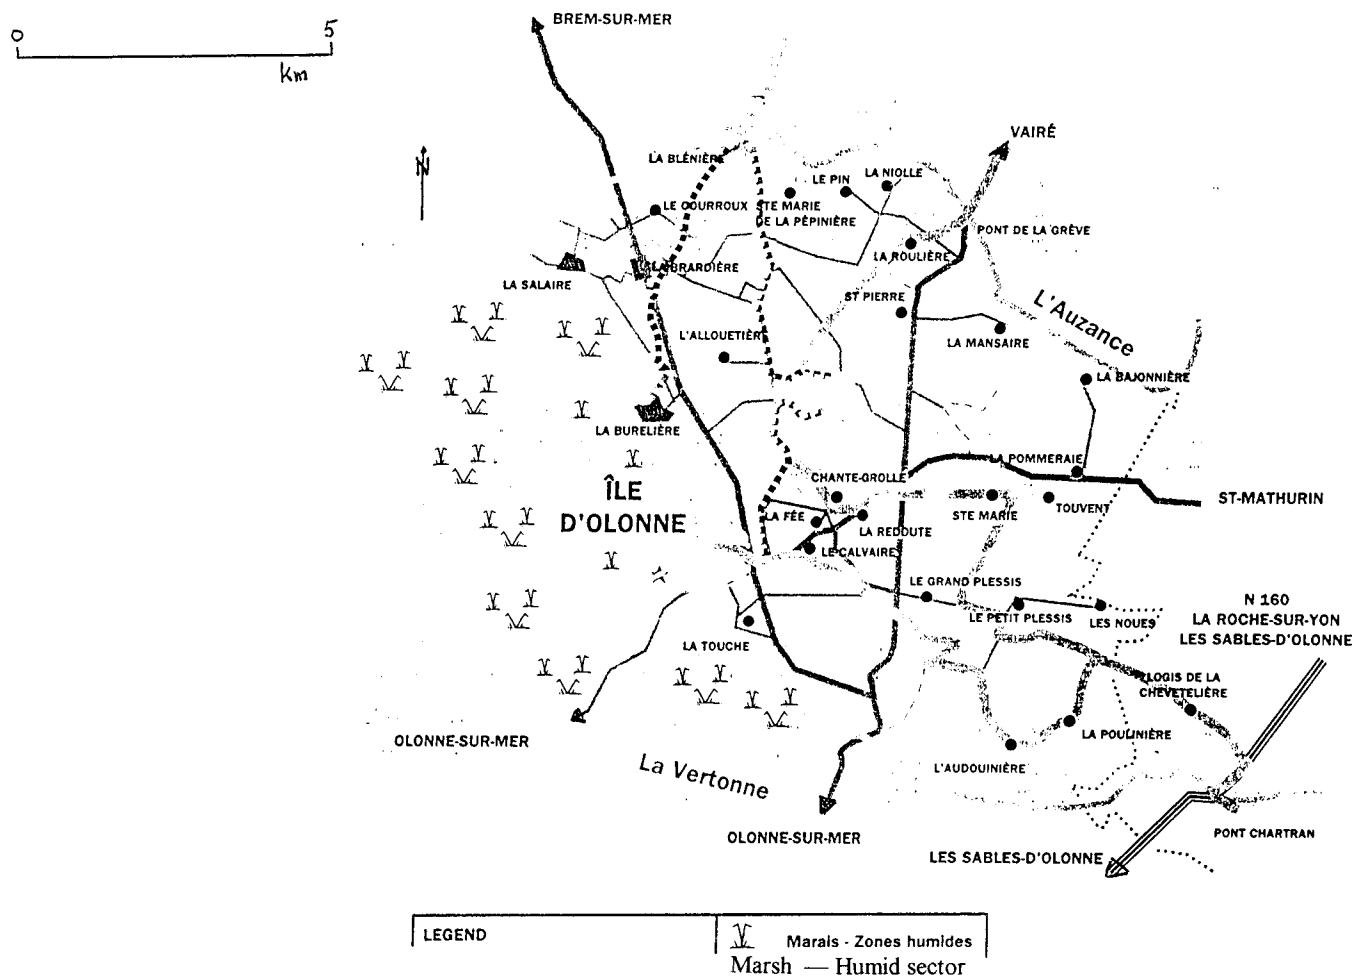 0 5
km
N
BREM-SUR-MER
VAIRÉ
LA BLÉNIÈRE
LE PIN
LA NIOLLE
LE COURROUX
STE MARIE
DE LA PÉPINIÈRE
PONT DE LA GRÈVE
LA ROULIÈRE
LA BRARDIÈRE
LA SALAIRE
ST PIERRE
L'Auzance
L'ALLOUETIÈR
LA MANSAIRE
LA BAJONNIÈRE
LA BURELIÈRE
LA POMMERAIE
CHANTE-GROLLE
ÎLE
D'OLONNE
ST-MATHURIN
LA FÉE
STE MARIE
TOUVENT
LA REDOUTE
LE CALVAIRE
LE GRAND PLESSIS
LE PETIT PLESSIS
LES NOUES
N 160
LA ROCHE-SUR-YON
LES SABLES-D'OLONNE
LA TOUCHE
LOGIS DE LA
CHEVETELIÈRE
LA POULINIÈRE
OLONNE-SUR-MER
L'AUDOUINIÈRE
La Vertonne
OLONNE-SUR-MER
PONT CHARTRAN
LES SABLES-D'OLONNE
LEGEND
Marais - Zones humides
Marsh — Humid sector